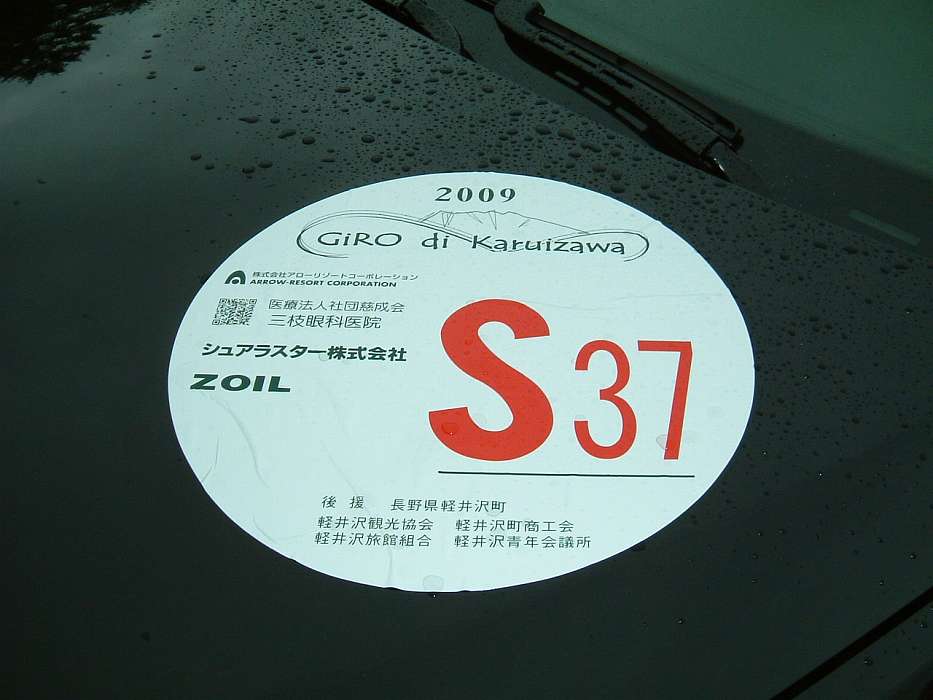 2009
GiRO di Karuizawa
株式会社アローリゾートコーポレーション
ARROW-RESORT CORPORATION
医療法人社団慈成会
三枝眼科医院
シュアラスター株式会社
ZOIL
S37
後 援 長野県軽井沢町
軽井沢観光協会 軽井沢町商工会
軽井沢旅館組合 軽井沢青年会議所